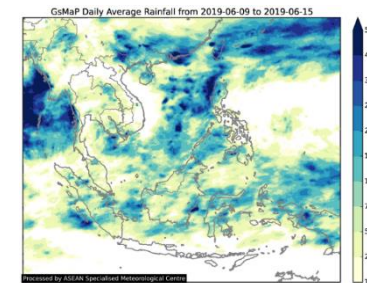 GsMaP Daily Average Rainfall from 2019-06-09 to 2019-06-15
Processed by ASEAN Specialised Meteorological Centre